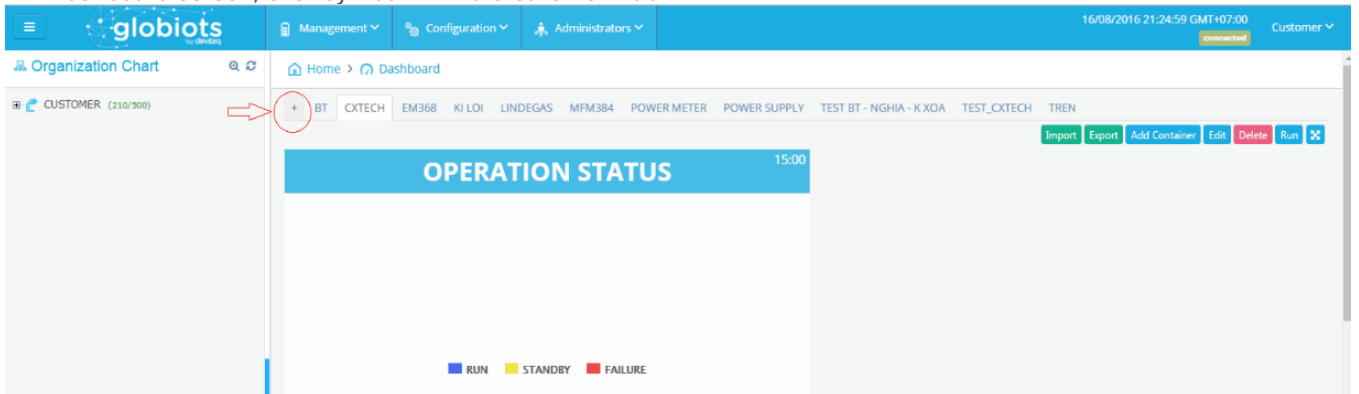 globiots
by deviteq
Management
Configuration
Administrators
16/08/2016 21:24:59 GMT+07:00
connected
Customer
Organization Chart
Home > Dashboard
CUSTOMER (210/500)
+ BT CXTECH EM368 KI LOI LINDEGAS MFM384 POWER METER POWER SUPPLY TEST BT - NGHIA - K XOA TEST_CXTECH TREN
Import Export Add Container Edit Delete Run
OPERATION STATUS
15:00
RUN STANDBY FAILURE